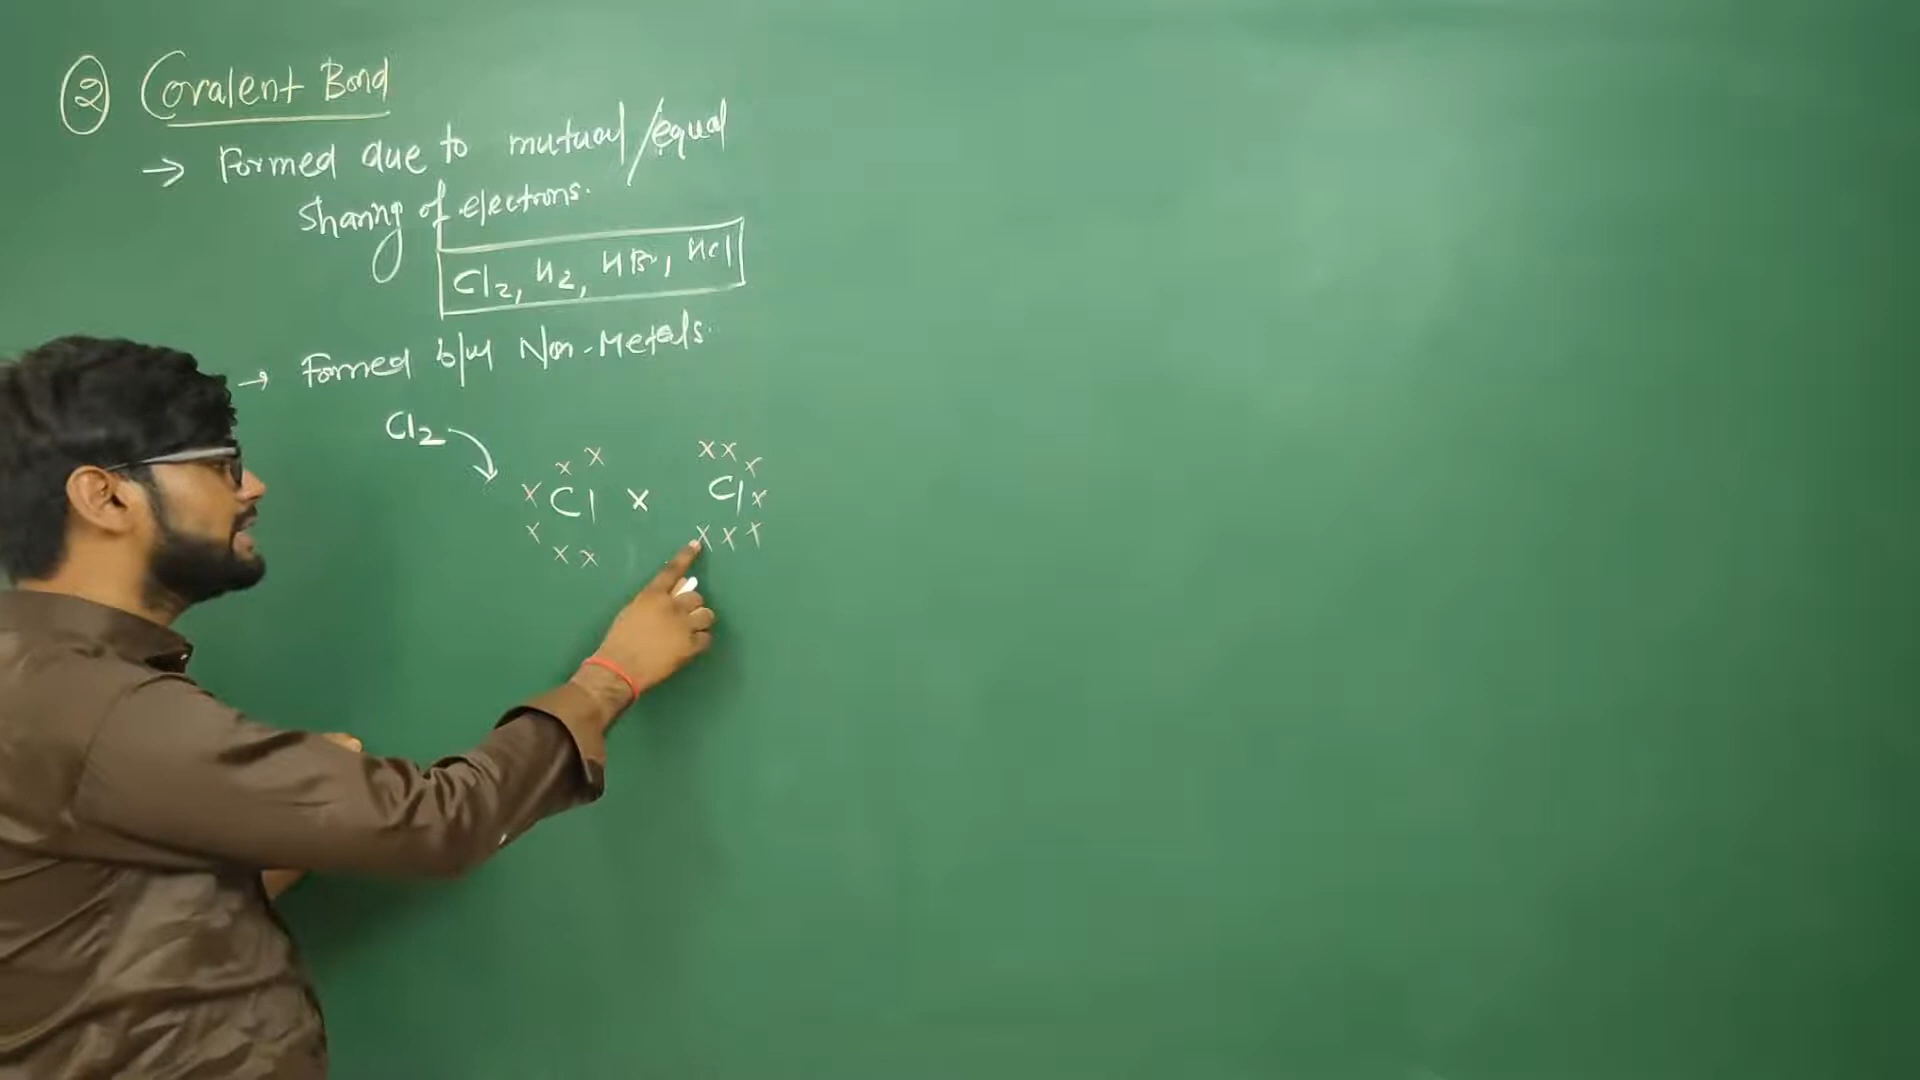 ② Covalent Bond
→ Formed due to mutual/equal
sharing of electrons.
Cl₂, H₂, HBr, HCl
→ Formed b/w Non-Metals.
Cl₂
x x x x x
x Cl x Cl x
x x x x
x x